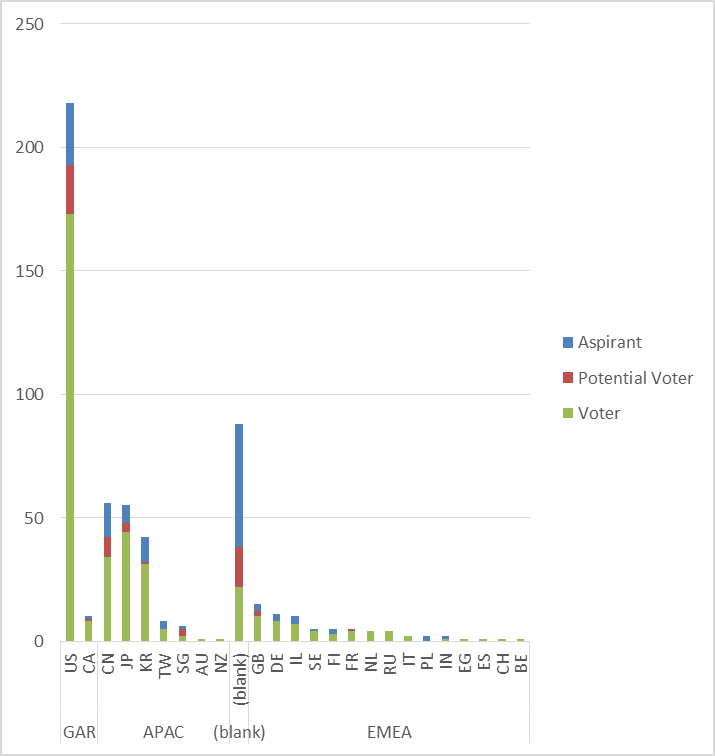 250
200
150
100
50
0
Aspirant
Potential Voter
Voter
US
CA
CN
JP
KR
TW
SG
AU
NZ
(blank)
GB
DE
IL
SE
FI
FR
NL
RU
IT
PL
IN
EG
ES
CH
BE
GAR
APAC
(blank)
EMEA